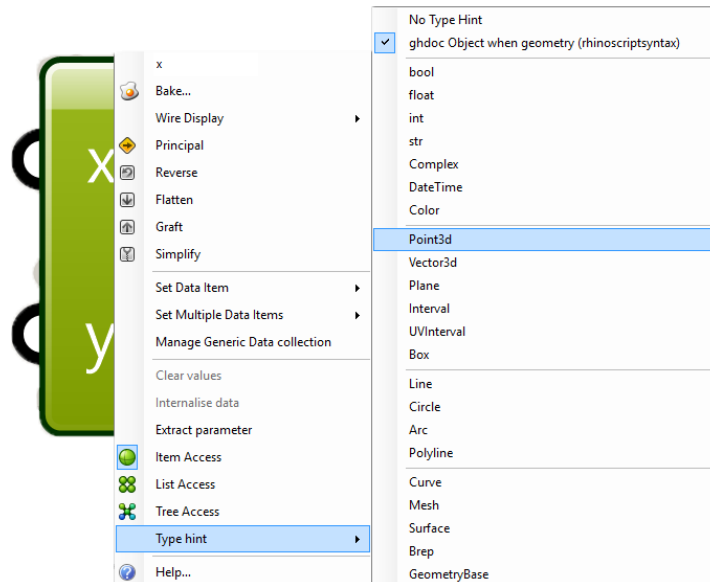 x
y
x
Bake...
Wire Display
Principal
Reverse
Flatten
Graft
Simplify
Set Data Item
Set Multiple Data Items
Manage Generic Data collection
Clear values
Internalise data
Extract parameter
Item Access
List Access
Tree Access
Type hint
Help...
No Type Hint
ghdoc Object when geometry (rhinoscriptsyntax)
bool
float
int
str
Complex
DateTime
Color
Point3d
Vector3d
Plane
Interval
UVInterval
Box
Line
Circle
Arc
Polyline
Curve
Mesh
Surface
Brep
GeometryBase